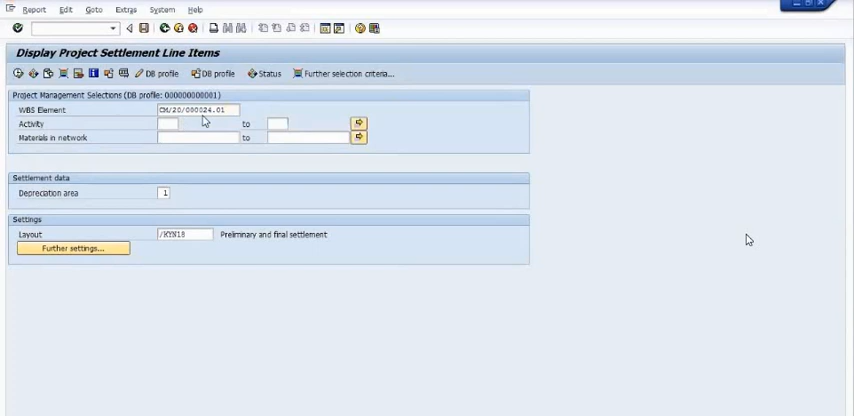 Report Edit Goto Extras System Help
Display Project Settlement Line Items
DB profile DB profile Status Further selection criteria...
Project Management Selections (DB profile: 000000000001)
WBS Element CM/20/000024.01
Activity to
Materials in network to
Settlement data
Depreciation area 1
Settings
Layout /KYN18 Preliminary and final settlement
Further settings...